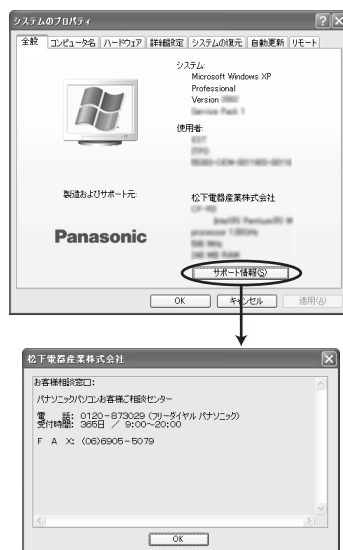 システムのプロパティ
全般 コンピュータ名 ハードウェア 詳細設定 システムの復元 自動更新 リモート
システム:
Microsoft Windows XP
Professional
Version
使用者:
製造およびサポート元:
松下電器産業株式会社
Panasonic
サポート情報(S)
OK キャンセル 適用(A)
松下電器産業株式会社
お客様相談窓口:
パナソニックパソコンお客様ご相談センター
電 話: 0120-873029 (フリーダイヤル パナソニック)
受付時間: 365日 / 9:00~20:00
F A X: (06)6905-5079
OK